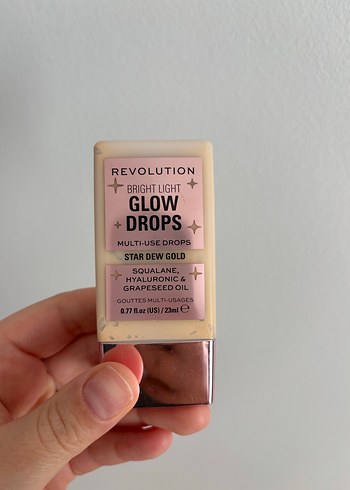 REVOLUTION
BRIGHT LIGHT
GLOW
DROPS
MULTI-USE DROPS
STAR DEW GOLD
SQUALANE,
HYALURONIC &
GRAPESEED OIL
GOUTTES MULTI-USAGES
0.77 fl.oz (US) / 23ml ℮